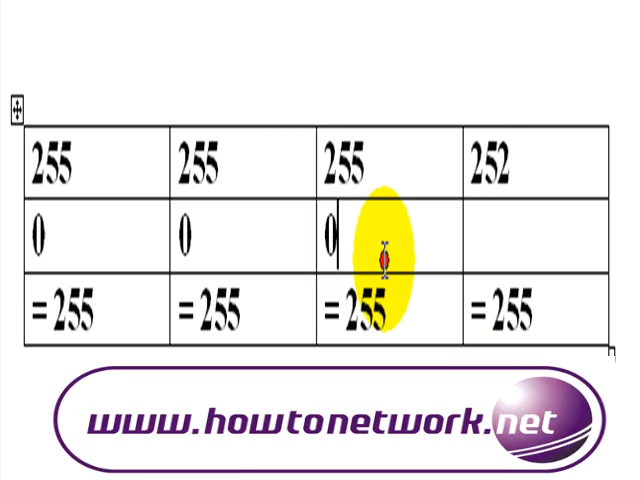 255 255 255 252
0 0 0
= 255 = 255 = 255 = 255
www.howtonetwork.net